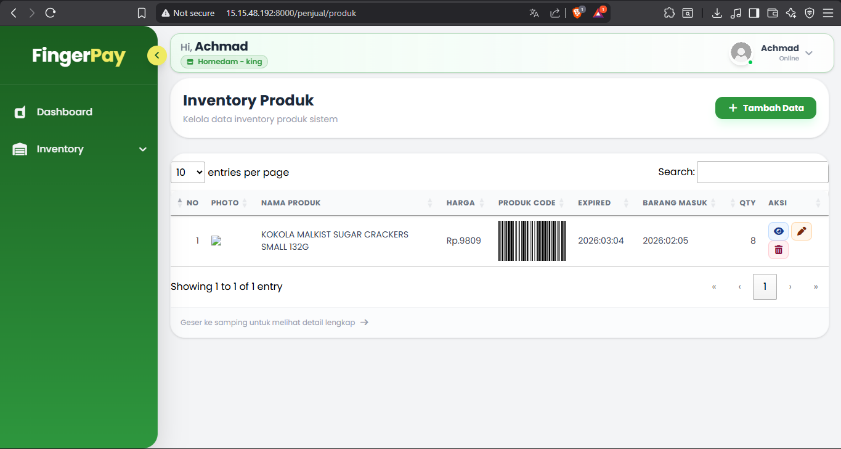 Not secure 15.15.48.192:8000/penjual/produk
FingerPay
Hi, Achmad
Homedam - king
Achmad
Online
Dashboard
Inventory
Inventory Produk
Kelola data inventory produk sistem
Tambah Data
10 entries per page
Search:
NO PHOTO NAMA PRODUK HARGA PRODUK CODE EXPIRED BARANG MASUK QTY AKSI
1 KOKOLA MALKIST SUGAR CRACKERS Rp.9809 2026:03:04 2026:02:05 8
SMALL 132G
Showing 1 to 1 of 1 entry
« ‹ 1 › »
Geser ke samping untuk melihat detail lengkap →